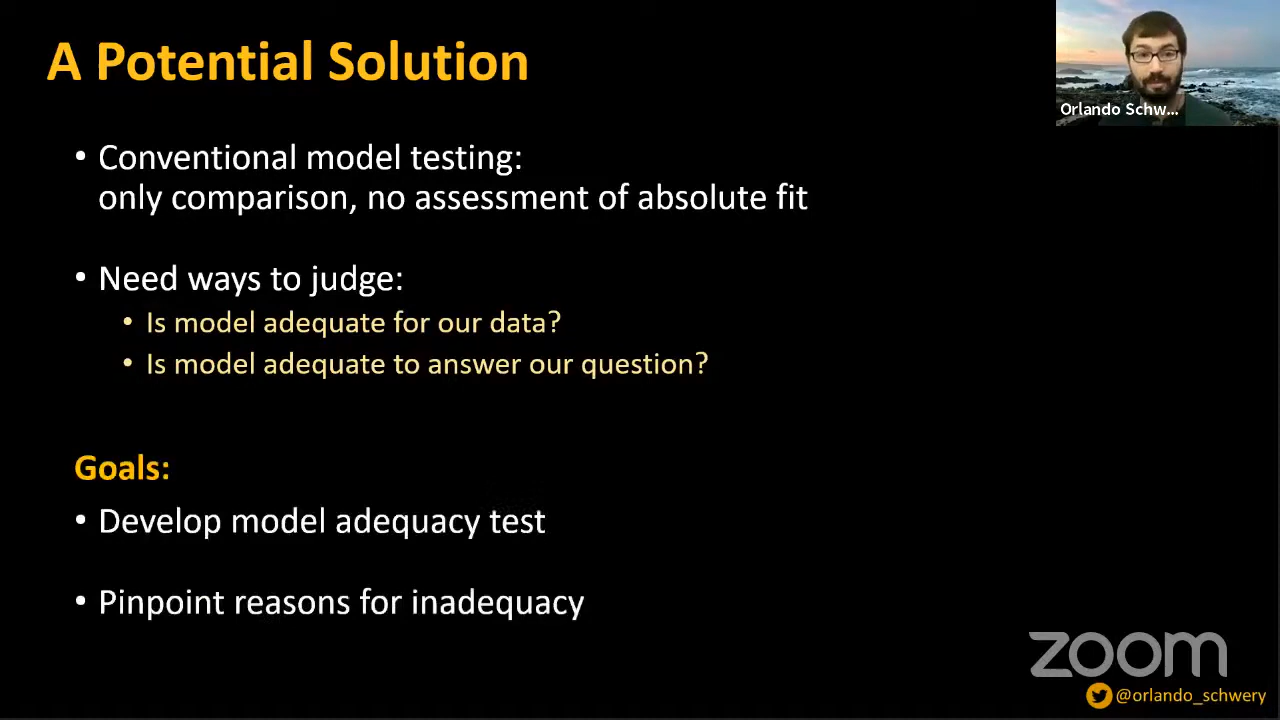 A Potential Solution
Orlando Schw...
• Conventional model testing:
only comparison, no assessment of absolute fit
• Need ways to judge:
• Is model adequate for our data?
• Is model adequate to answer our question?
Goals:
• Develop model adequacy test
• Pinpoint reasons for inadequacy
zoom
@orlando_schwery